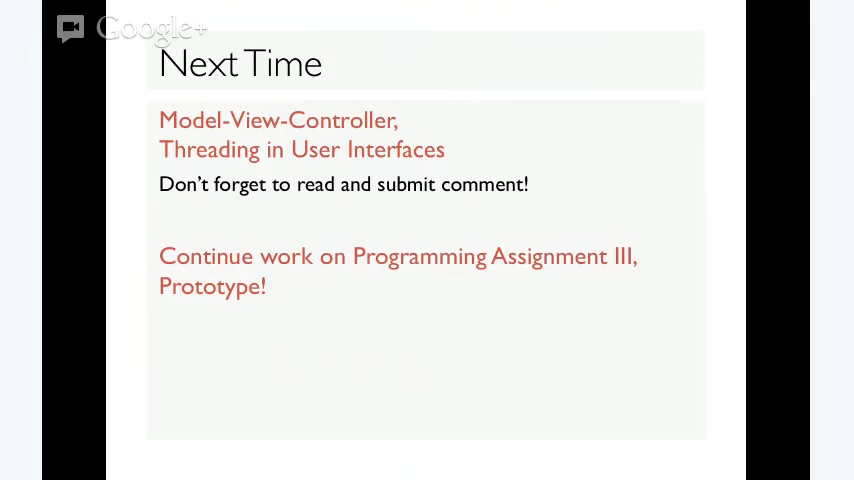 Google+
Next Time
Model-View-Controller,
Threading in User Interfaces
Don't forget to read and submit comment!
Continue work on Programming Assignment III,
Prototype!